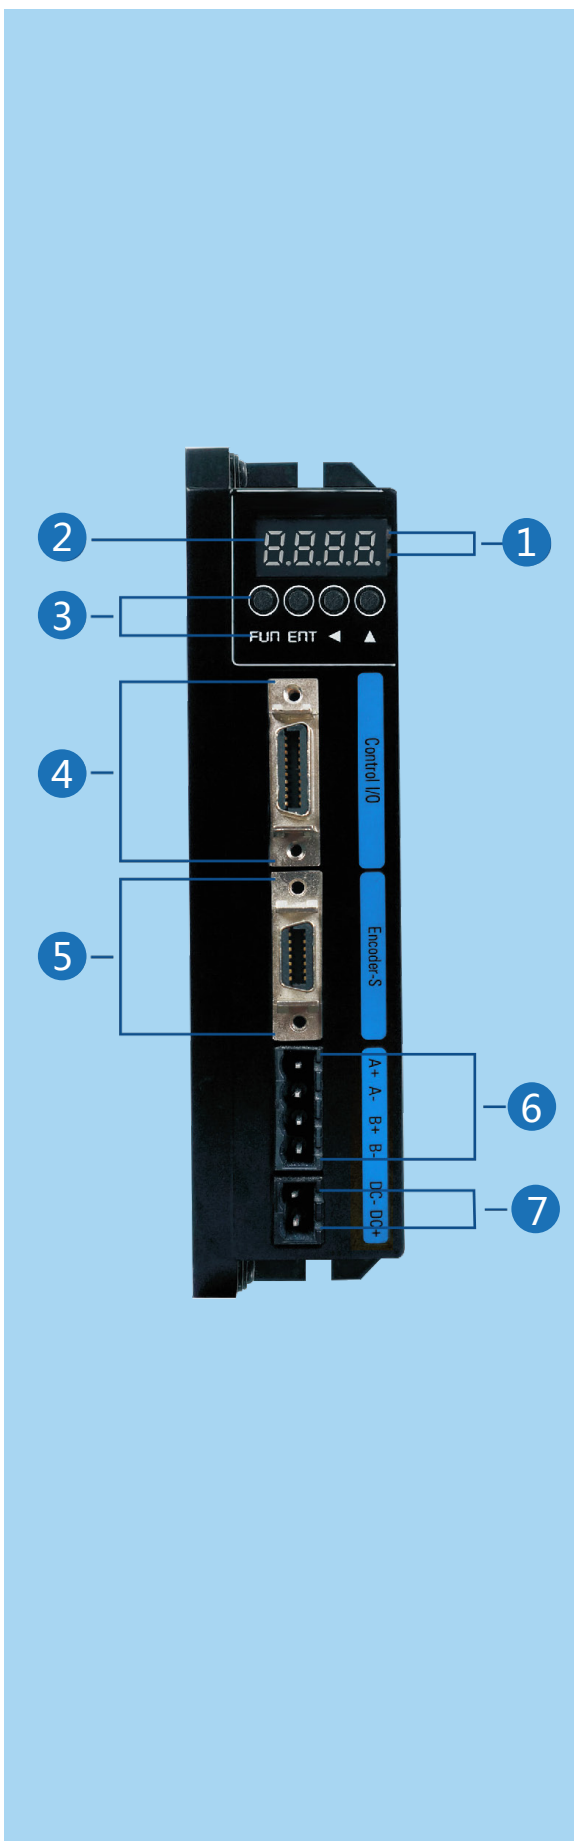 1
2
8.8.8.8.
3
FUN ENT ◀ ▲
4
Control I/O
5
Encoder-S
6
A+ A- B+ B-
7
DC- DC+